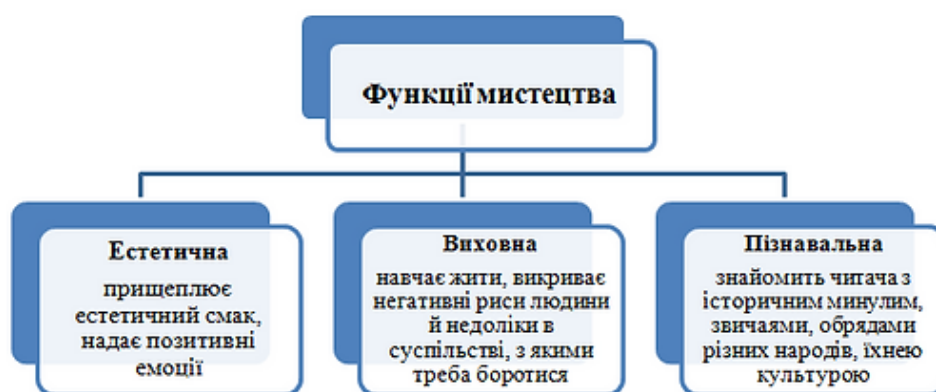 Функції мистецтва
Естетична
прищеплює
естетичний смак,
надає позитивні
емоції
Виховна
навчає жити, викриває
негативні риси людини
й недоліки в
суспільстві, з якими
треба боротися
Пізнавальна
знайомить читача з
історичним минулим,
звичаями, обрядами
різних народів, їхнею
культурою